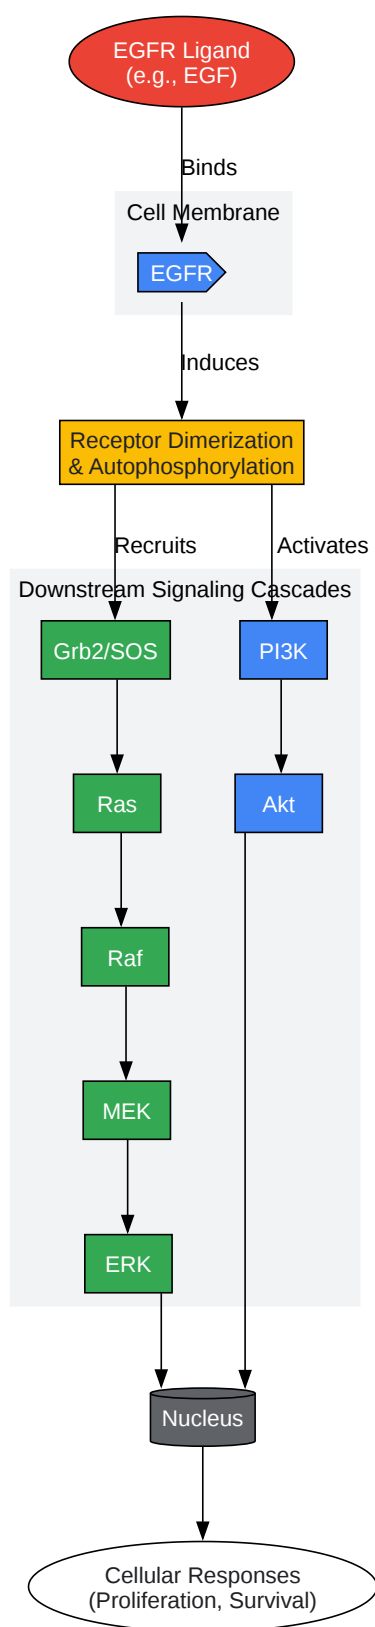 EGFR Ligand
(e.g., EGF)
Binds
Cell Membrane
EGFR
Induces
Receptor Dimerization
& Autophosphorylation
Recruits
Activates
Downstream Signaling Cascades
Grb2/SOS
PI3K
Ras
Akt
Raf
MEK
ERK
Nucleus
Cellular Responses
(Proliferation, Survival)